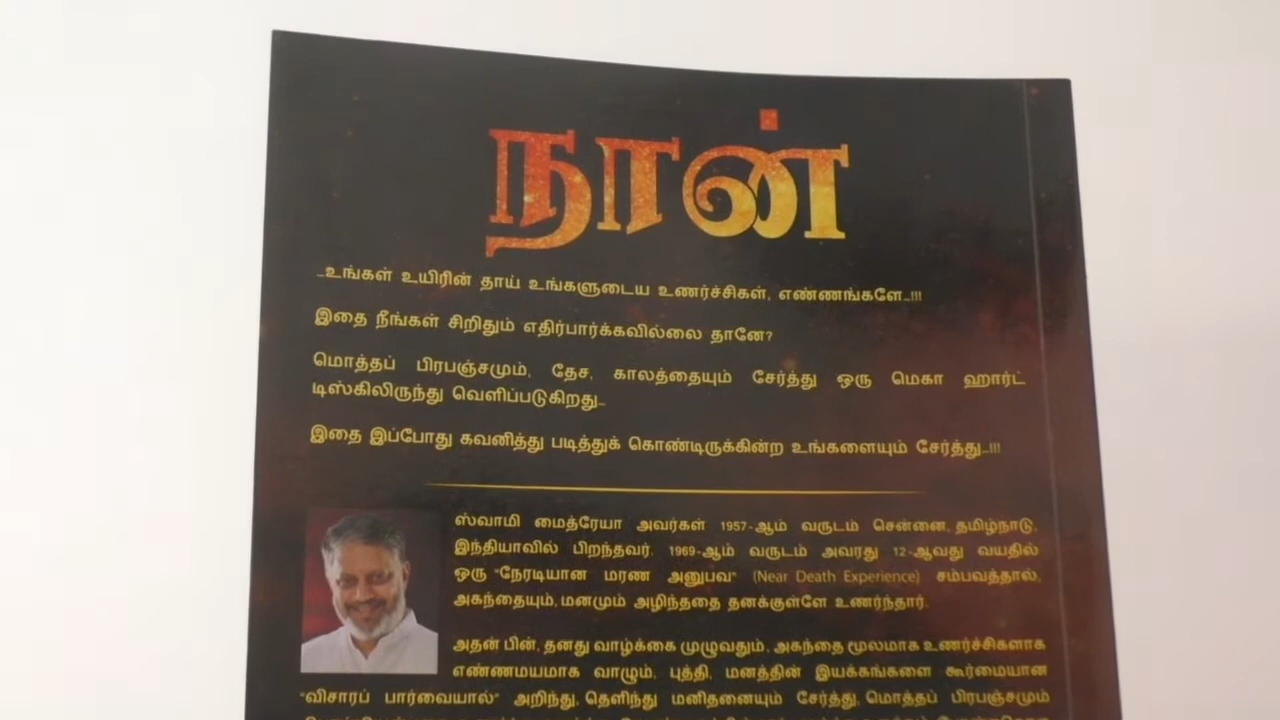 நான்
...உங்கள் உயிரின் தாய் உங்களுடைய உணர்ச்சிகள், எண்ணங்களே...!!!
இதை நீங்கள் சிறிதும் எதிர்பார்க்கவில்லை தானே?
மொத்தப் பிரபஞ்சமும், தேச, காலத்தையும் சேர்த்து ஒரு மெகா ஹார்ட்
டிஸ்கிலிருந்து வெளிப்படுகிறது...
இதை இப்போது கவனித்து படித்துக் கொண்டிருக்கின்ற உங்களையும் சேர்த்து...!!!
ஸ்வாமி மைத்ரேயா அவர்கள் 1957-ஆம் வருடம் சென்னை, தமிழ்நாடு,
இந்தியாவில் பிறந்தவர். 1969-ஆம் வருடம் அவரது 12-ஆவது வயதில்
ஒரு "நேரடியான மரண அனுபவ" (Near Death Experience) சம்பவத்தால்,
அகந்தையும், மனமும் அழிந்ததை தனக்குள்ளே உணர்ந்தார்.
அதன் பின், தனது வாழ்க்கை முழுவதும், அகந்தை மூலமாக உணர்ச்சிகளாக
எண்ணமயமாக வாழும், புத்தி, மனத்தின் இயக்கங்களை கூர்மையான
"விசாரப் பார்வையால்" அறிந்து, தெளிந்து மனிதனையும் சேர்த்து, மொத்தப் பிரபஞ்சமும்